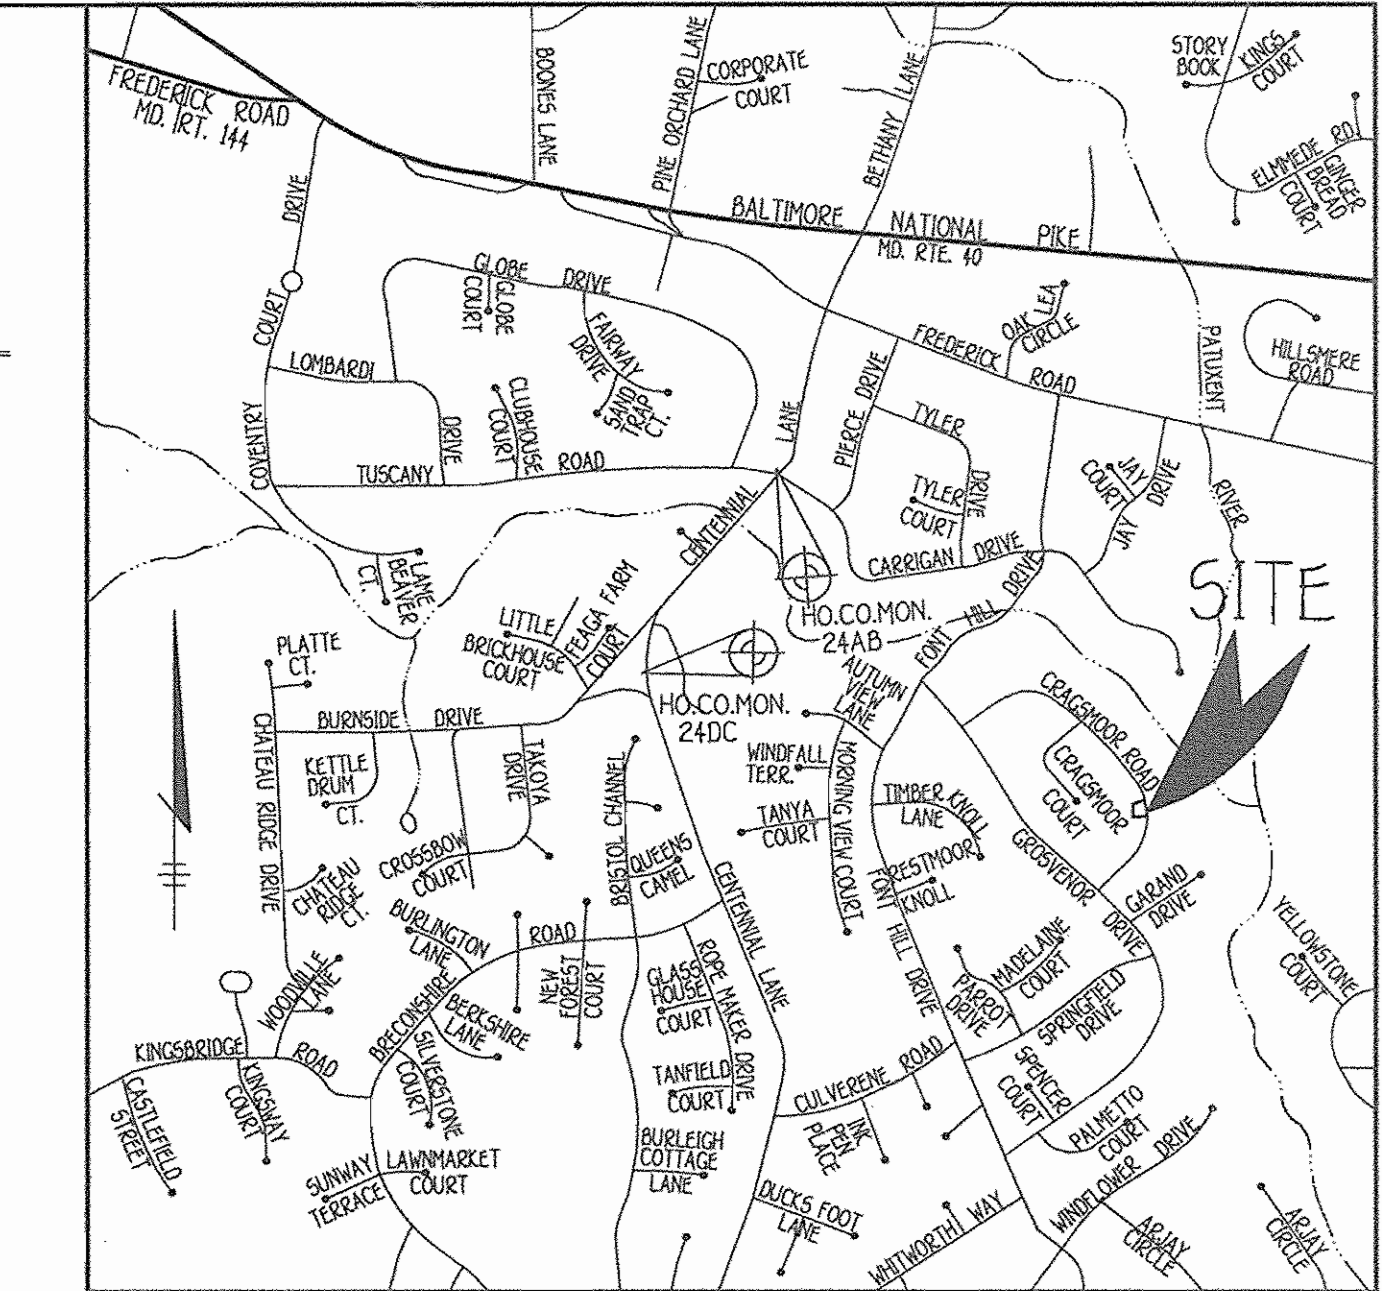 FREDERICK ROAD
MD. RT. 144
BOONES LANE
PINE ORCHARD LANE
CORPORATE
COURT
BETHANY LANE
STORY
BOOK
KINGS
COURT
ELMMEDE RD.
GINGER
BREAD
COURT
BALTIMORE NATIONAL PIKE
MD. RTE. 40
COVENTRY COURT DRIVE
GLOBE DRIVE
GLOBE
COURT
FAIRWAY
DRIVE
SAND
TRAP
CT.
LOMBARDI
DRIVE
CLUBHOUSE
COURT
TUSCANY ROAD
LANE
PIERCE DRIVE
FREDERICK ROAD
OAK LEA
CIRCLE
PATUXENT
RIVER
HILLSMERE
ROAD
TYLER
DRIVE
TYLER
COURT
JAY
COURT
JAY DRIVE
CENTENNIAL
CARRIGAN DRIVE
LANE
BEAVER
CT.
LITTLE
BRICKHOUSE
COURT
FEAGA FARM
COURT
HO.CO.MON.
24AB
FONT HILL DRIVE
SITE
PLATTE
CT.
HO.CO.MON.
24DC
AUTUMN
VIEW
LANE
CRAGSMOOR ROAD
CRAGSMOOR
COURT
BURNSIDE DRIVE
CHATEAU RIDGE DRIVE
KETTLE
DRUM
CT.
TAKOYA
DRIVE
BRISTOL CHANNEL
WINDFALL
TERR.
TANYA
COURT
MORNING VIEW COURT
TIMBER KNOLL
LANE
RESTMOOR
KNOLL
GROSVENOR DRIVE
GARAND
DRIVE
CROSSBOW
COURT
CHATEAU
RIDGE
CT.
QUEENS
CAMEL
CENTENNIAL LANE
FONT HILL DRIVE
BURLINGTON
LANE
BRECONSHIRE ROAD
NEW
FOREST
COURT
ROPE MAKER DRIVE
GLASS
HOUSE
COURT
MADELAINE
COURT
PARROT
DRIVE
SPRINGFIELD
DRIVE
YELLOWSTONE
COURT
WOODVILLE
LANE
BERKSHIRE
LANE
SILVERSTONE
COURT
KINGSBRIDGE ROAD
KINGSWAY
COURT
CASTLEFIELD
STREET
TANFIELD
COURT
CULVERENE ROAD
INK
PEN
PLACE
SPENCER
COURT
PALMETTO
COURT
BURLEIGH
COTTAGE
LANE
SUNWAY
TERRACE
LAWNMARKET
COURT
DUCKS FOOT
LANE
WHITWORTH WAY
WINDFLOWER DRIVE
ARJAY
CIRCLE
ARJAY
CIRCLE